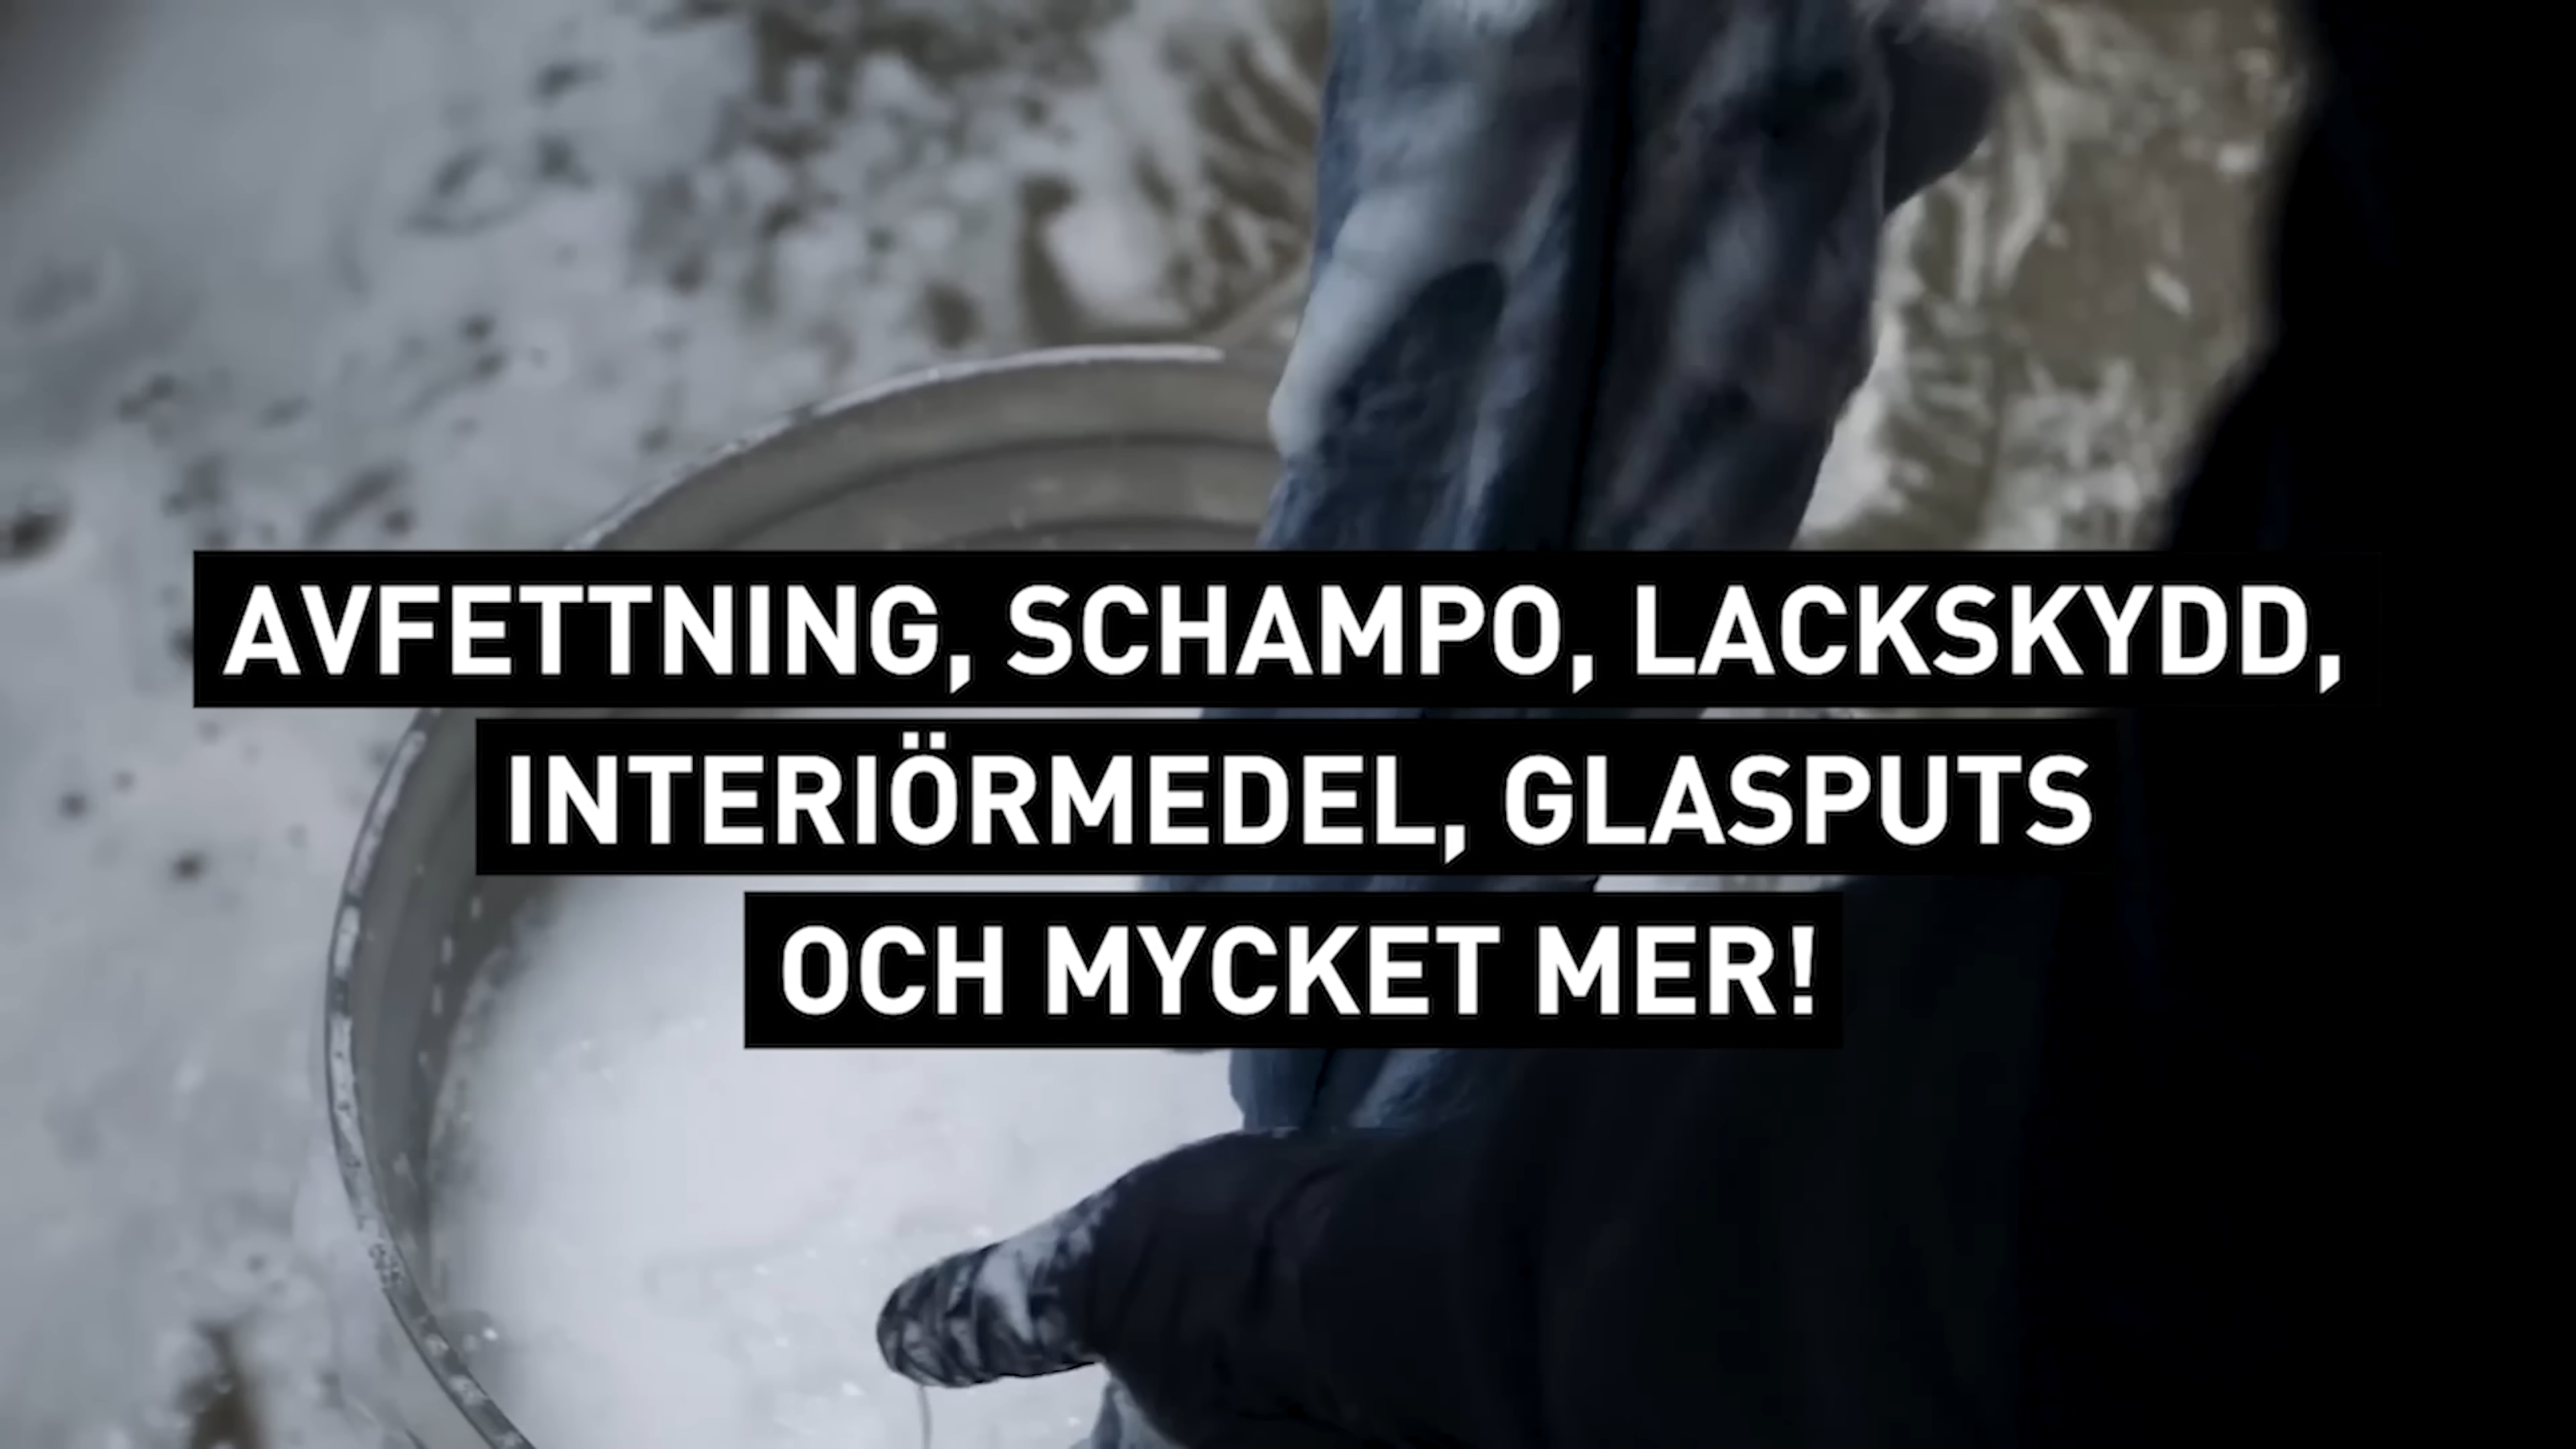 AVFETTNING, SCHAMPO, LACKSKYDD,
INTERIÖRMEDEL, GLASPUTS
OCH MYCKET MER!